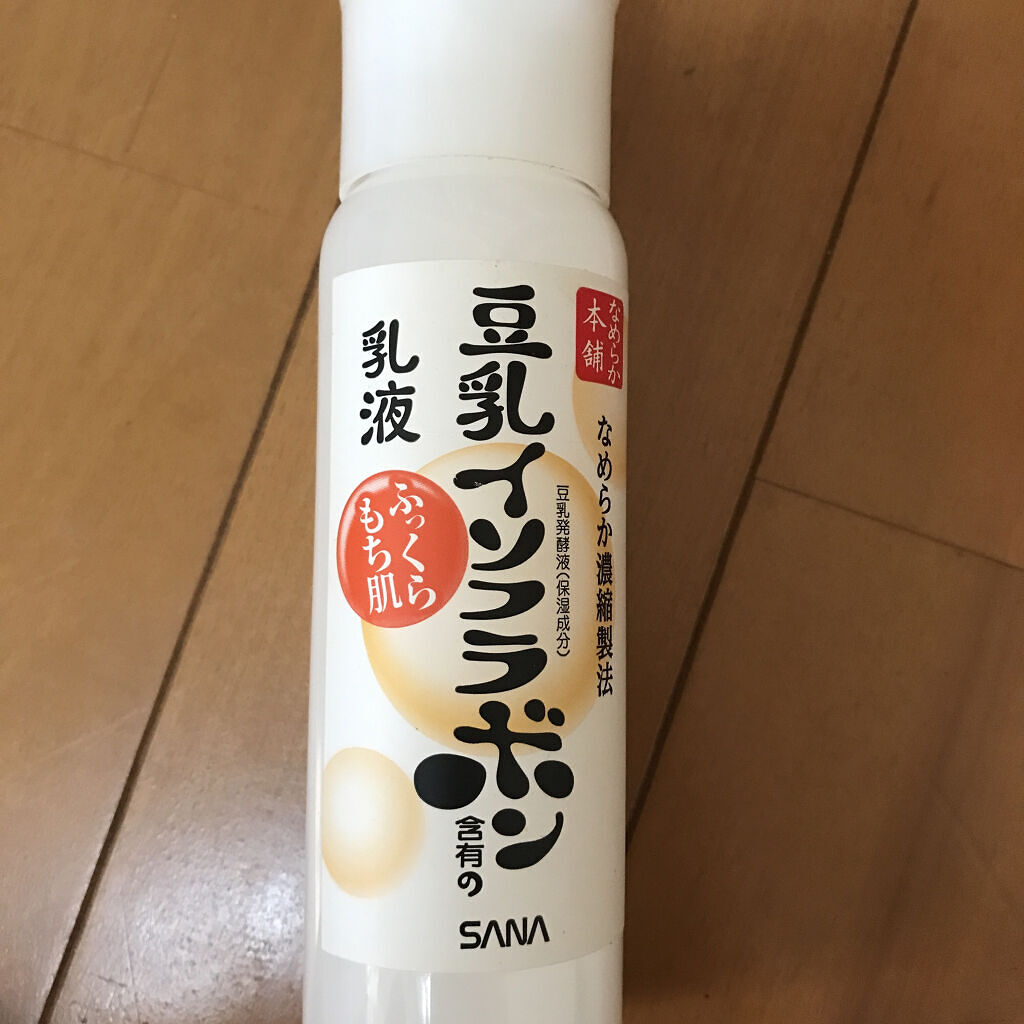 なめらか
本舗
なめらか濃縮製法
豆乳発酵液(保湿成分)
豆乳イソフラボン
含有の
乳液
ふっくら
もち肌
SANA